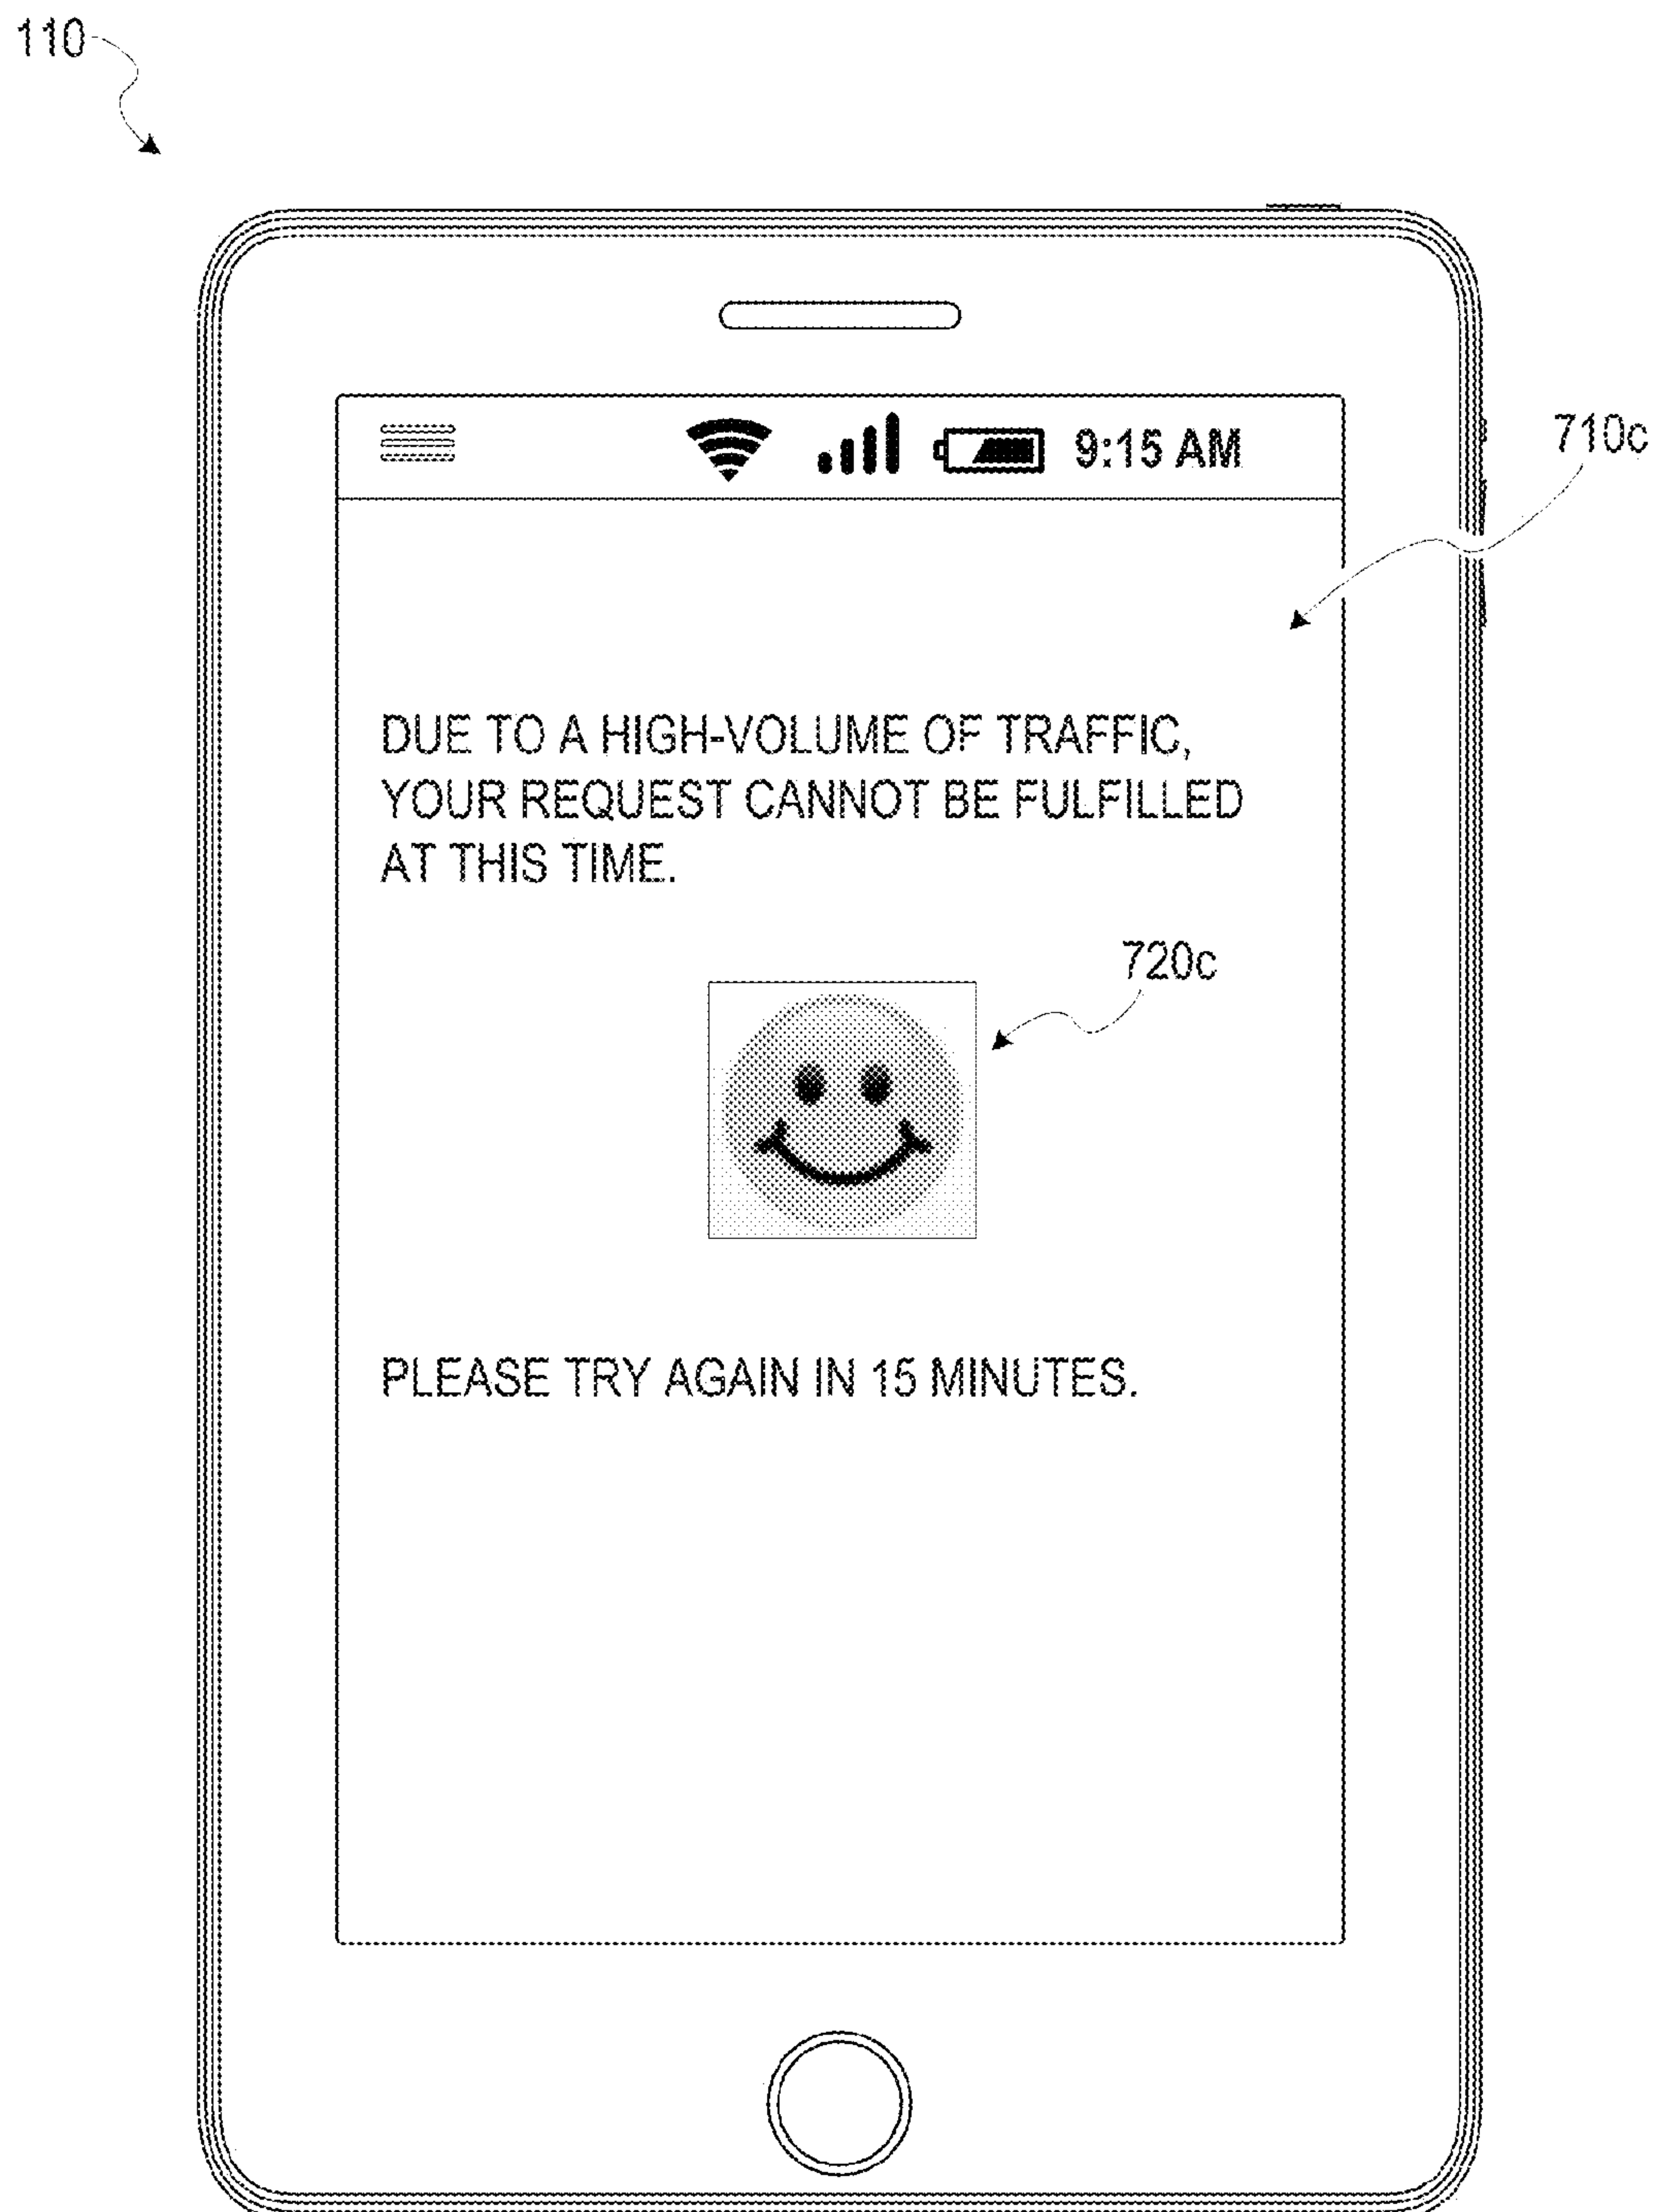 110
9:15 AM
710c
DUE TO A HIGH-VOLUME OF TRAFFIC,
YOUR REQUEST CANNOT BE FULFILLED
AT THIS TIME.
720c
PLEASE TRY AGAIN IN 15 MINUTES.